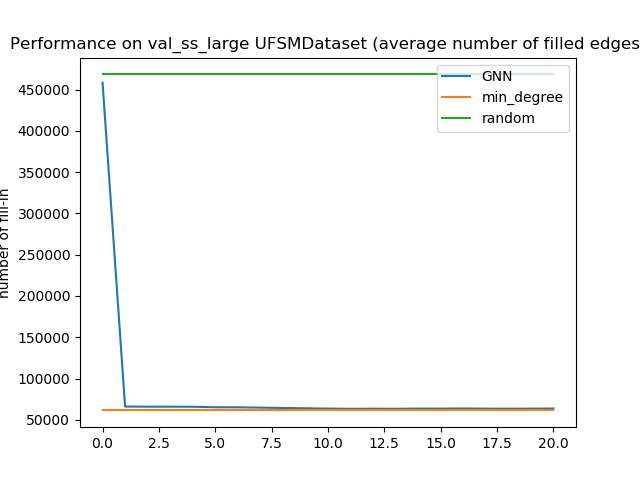 Performance on val_ss_large UFSMDataset (average number of filled edges
GNN
min_degree
random
number of fill-in
450000
400000
350000
300000
250000
200000
150000
100000
50000
0.0 2.5 5.0 7.5 10.0 12.5 15.0 17.5 20.0